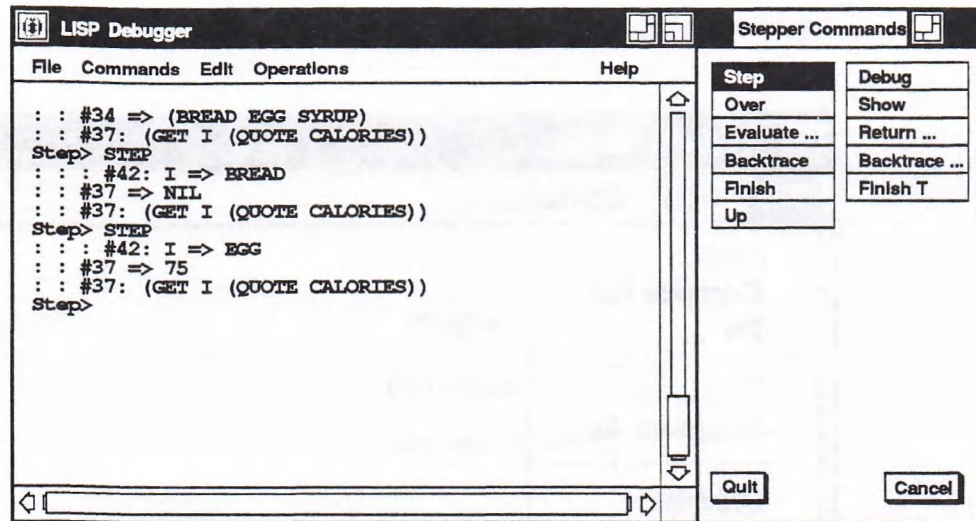 LISP Debugger
File Commands Edit Operations Help
: : #34 => (BREAD EGG SYRUP)
: : #37: (GET I (QUOTE CALORIES))
Step> STEP
: : : #42: I => BREAD
: : #37 => NIL
: : #37: (GET I (QUOTE CALORIES))
Step> STEP
: : : #42: I => EGG
: : #37 => 75
: : #37: (GET I (QUOTE CALORIES))
Step>
Stepper Commands
Step Debug
Over Show
Evaluate ... Return ...
Backtrace Backtrace ...
Finish Finish T
Up
Quit Cancel